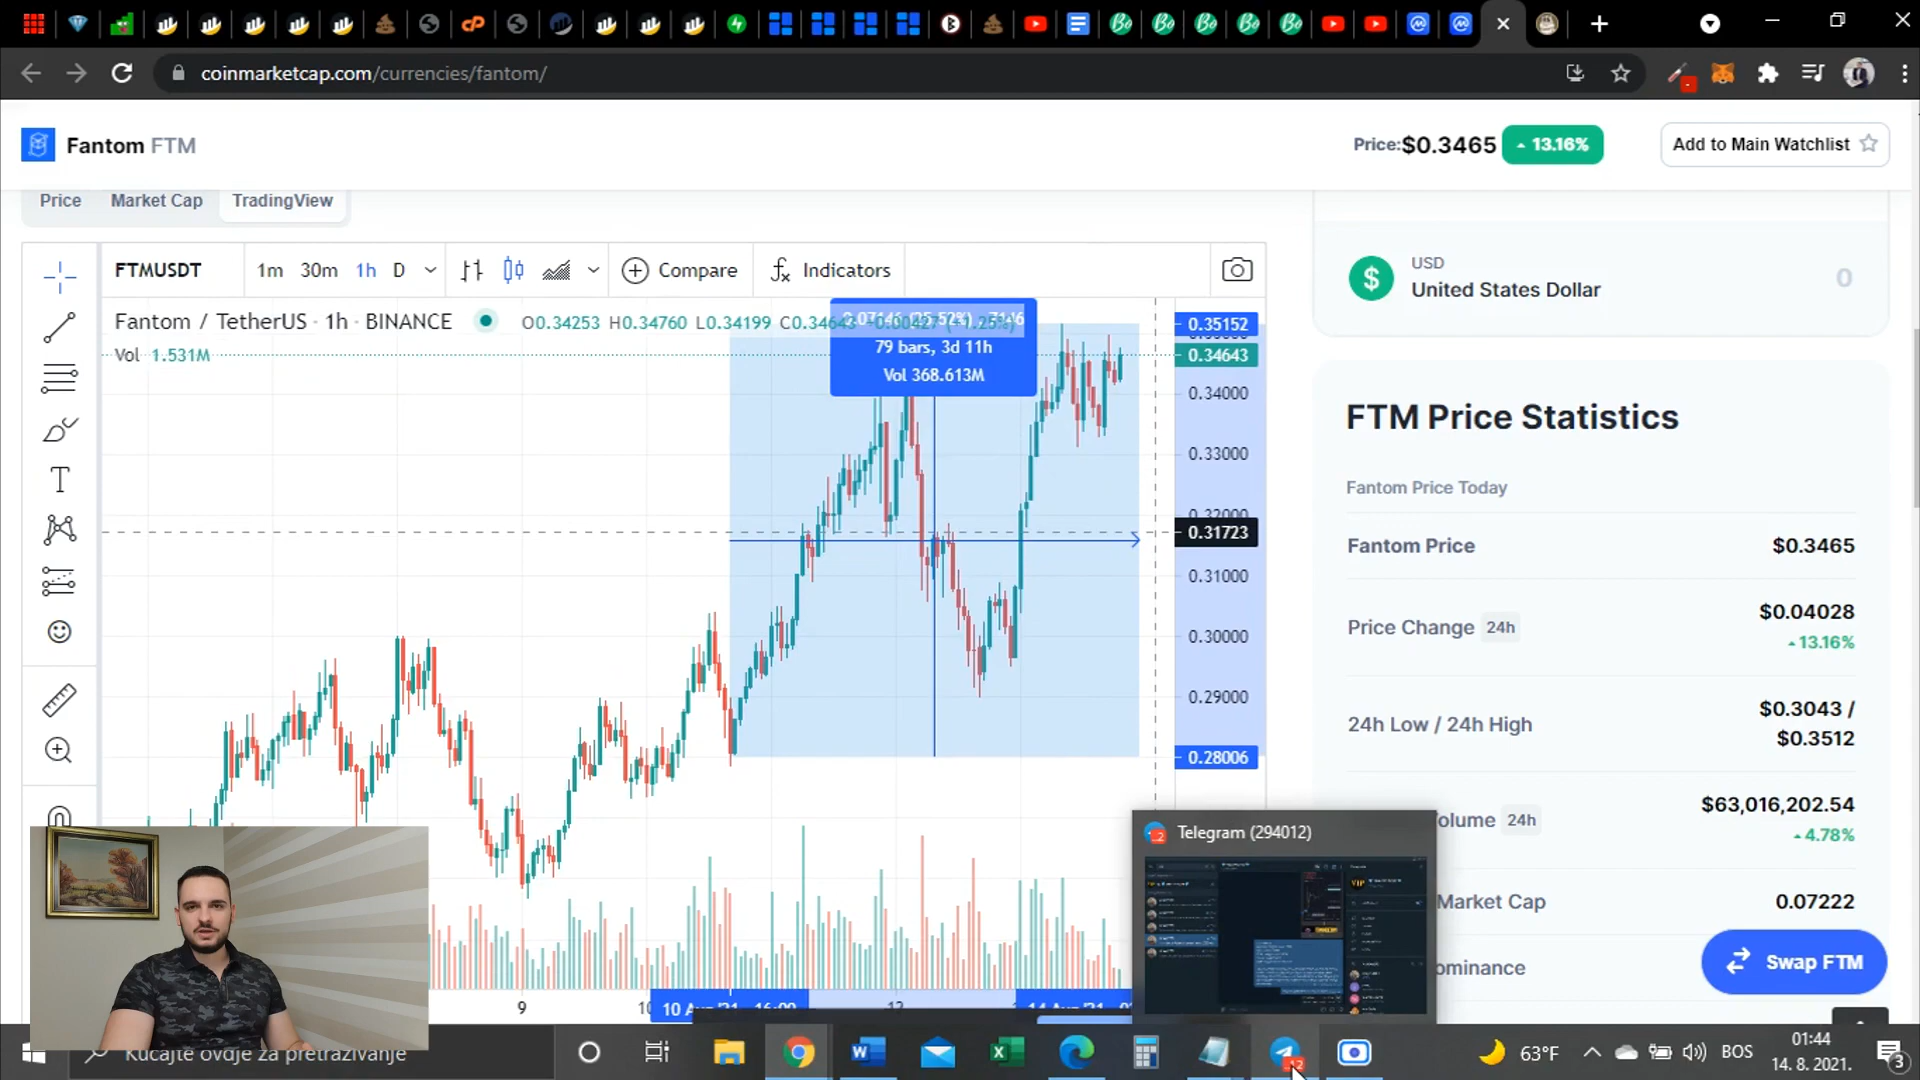 coinmarketcap.com/currencies/fantom/
Fantom FTM
Price:$0.3465
13.16%
Add to Main Watchlist
Price
Market Cap
TradingView
FTMUSDT
1m
30m
1h
D
Compare
Indicators
Fantom / TetherUS · 1h · BINANCE
O0.34253 H0.34760 L0.34199 C0.34643
Vol 1.531M
79 bars, 3d 11h
Vol 368.613M
0.35152
0.34643
0.34000
0.33000
0.32000
0.31723
0.31000
0.30000
0.29000
0.28006
9
USD
United States Dollar
0
FTM Price Statistics
Fantom Price Today
Fantom Price
$0.3465
Price Change 24h
$0.04028
13.16%
24h Low / 24h High
$0.3043 /
$0.3512
olume 24h
$63,016,202.54
4.78%
Market Cap
0.07222
ominance
Swap FTM
Telegram (294012)
VIP
Kucajte ovdje za pretraživanje
63°F
BOS
01:44
14. 8. 2021.
3